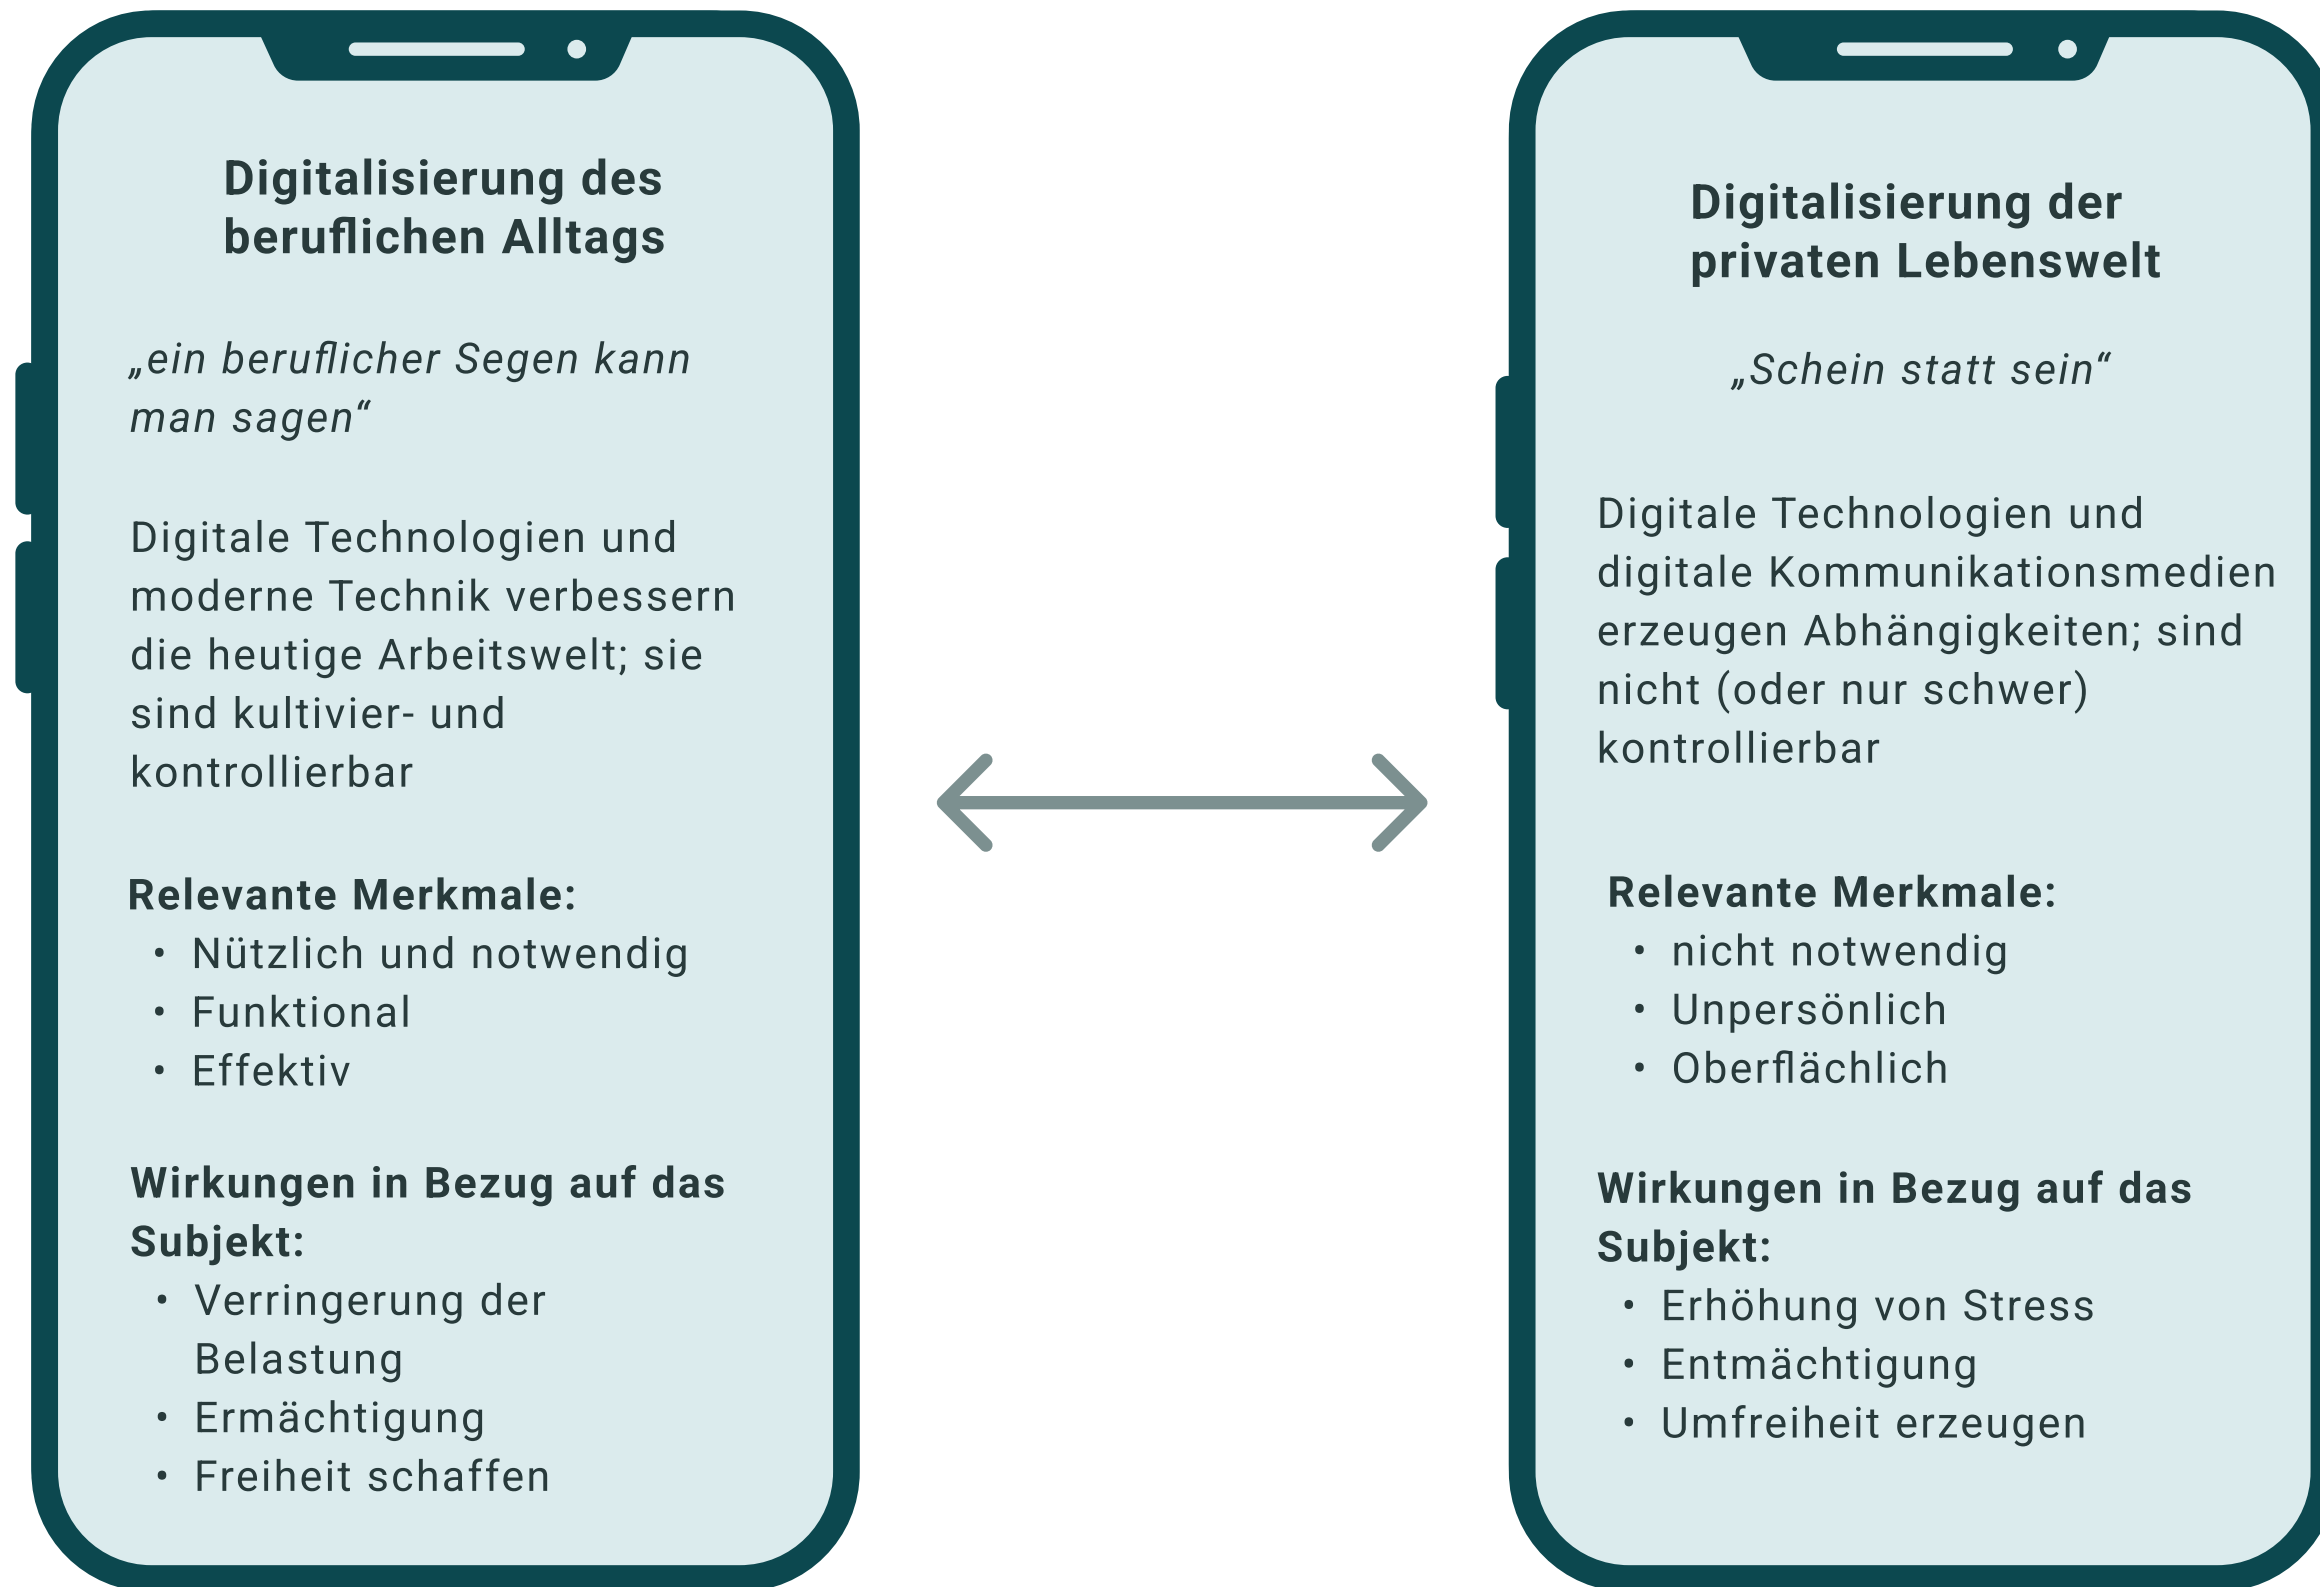 Digitalisierung des
beruflichen Alltags
„ein beruflicher Segen kann
man sagen“
Digitale Technologien und
moderne Technik verbessern
die heutige Arbeitswelt; sie
sind kultivier- und
kontrollierbar
Relevante Merkmale:
• Nützlich und notwendig
• Funktional
• Effektiv
Wirkungen in Bezug auf das
Subjekt:
• Verringerung der
Belastung
• Ermächtigung
• Freiheit schaffen
Digitalisierung der
privaten Lebenswelt
„Schein statt sein“
Digitale Technologien und
digitale Kommunikationsmedien
erzeugen Abhängigkeiten; sind
nicht (oder nur schwer)
kontrollierbar
Relevante Merkmale:
• nicht notwendig
• Unpersönlich
• Oberflächlich
Wirkungen in Bezug auf das
Subjekt:
• Erhöhung von Stress
• Entmächtigung
• Umfreiheit erzeugen